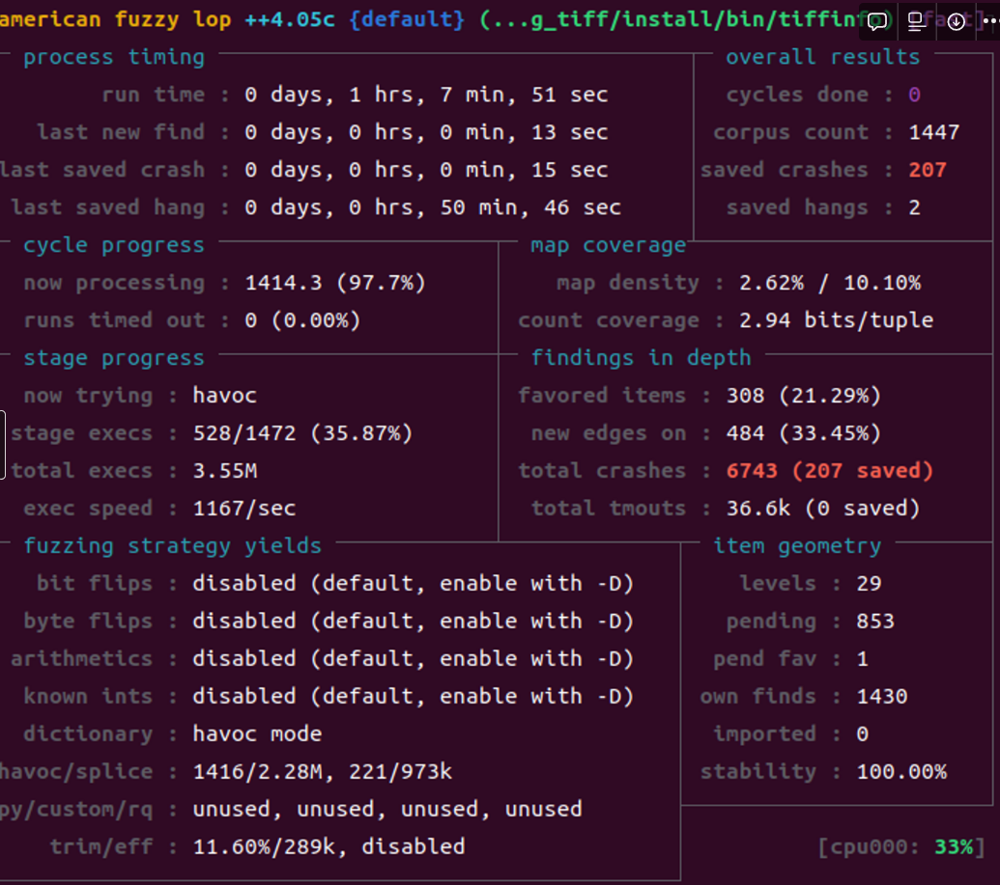 american fuzzy lop ++4.05c {default} (...g_tiff/install/bin/tiffinfo) [fast]
process timing overall results
run time : 0 days, 1 hrs, 7 min, 51 sec cycles done : 0
last new find : 0 days, 0 hrs, 0 min, 13 sec corpus count : 1447
last saved crash : 0 days, 0 hrs, 0 min, 15 sec saved crashes : 207
last saved hang : 0 days, 0 hrs, 50 min, 46 sec saved hangs : 2
cycle progress map coverage
now processing : 1414.3 (97.7%) map density : 2.62% / 10.10%
runs timed out : 0 (0.00%) count coverage : 2.94 bits/tuple
stage progress findings in depth
now trying : havoc favored items : 308 (21.29%)
stage execs : 528/1472 (35.87%) new edges on : 484 (33.45%)
total execs : 3.55M total crashes : 6743 (207 saved)
exec speed : 1167/sec total tmouts : 36.6k (0 saved)
fuzzing strategy yields item geometry
bit flips : disabled (default, enable with -D) levels : 29
byte flips : disabled (default, enable with -D) pending : 853
arithmetics : disabled (default, enable with -D) pend fav : 1
known ints : disabled (default, enable with -D) own finds : 1430
dictionary : havoc mode imported : 0
havoc/splice : 1416/2.28M, 221/973k stability : 100.00%
py/custom/rq : unused, unused, unused, unused
trim/eff : 11.60%/289k, disabled [cpu000: 33%]